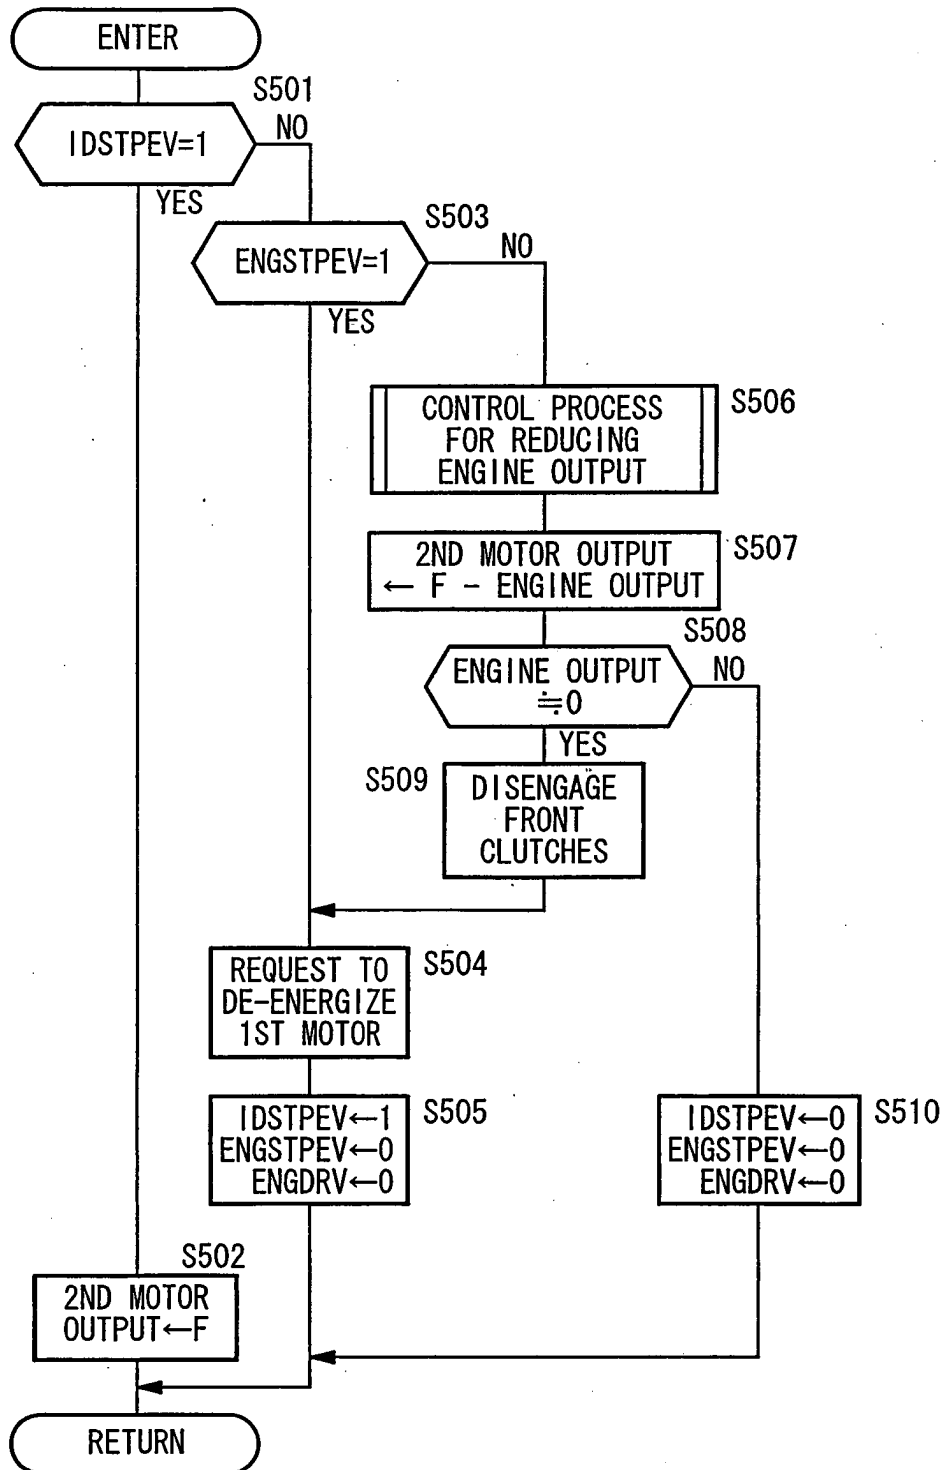 ENTER
S501
IDSTPEV=1
NO
YES
S503
ENGSTPEV=1
NO
YES
CONTROL PROCESS
FOR REDUCING
ENGINE OUTPUT
S506
2ND MOTOR OUTPUT
← F - ENGINE OUTPUT
S507
S508
ENGINE OUTPUT
≒0
NO
YES
S509
DISENGAGE
FRONT
CLUTCHES
REQUEST TO
DE-ENERGIZE
1ST MOTOR
S504
IDSTPEV←1
ENGSTPEV←0
ENGDRV←0
S505
IDSTPEV←0
ENGSTPEV←0
ENGDRV←0
S510
S502
2ND MOTOR
OUTPUT←F
RETURN